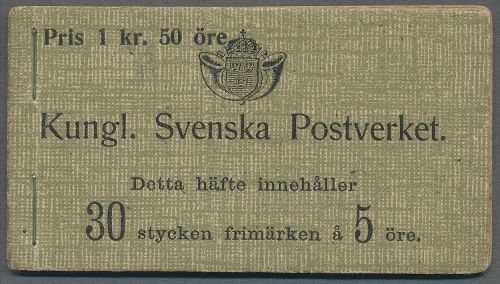 Pris 1 kr. 50 öre.
Kungl. Svenska Postverket.
Detta häfte innehåller
30 stycken frimärken å 5 öre.